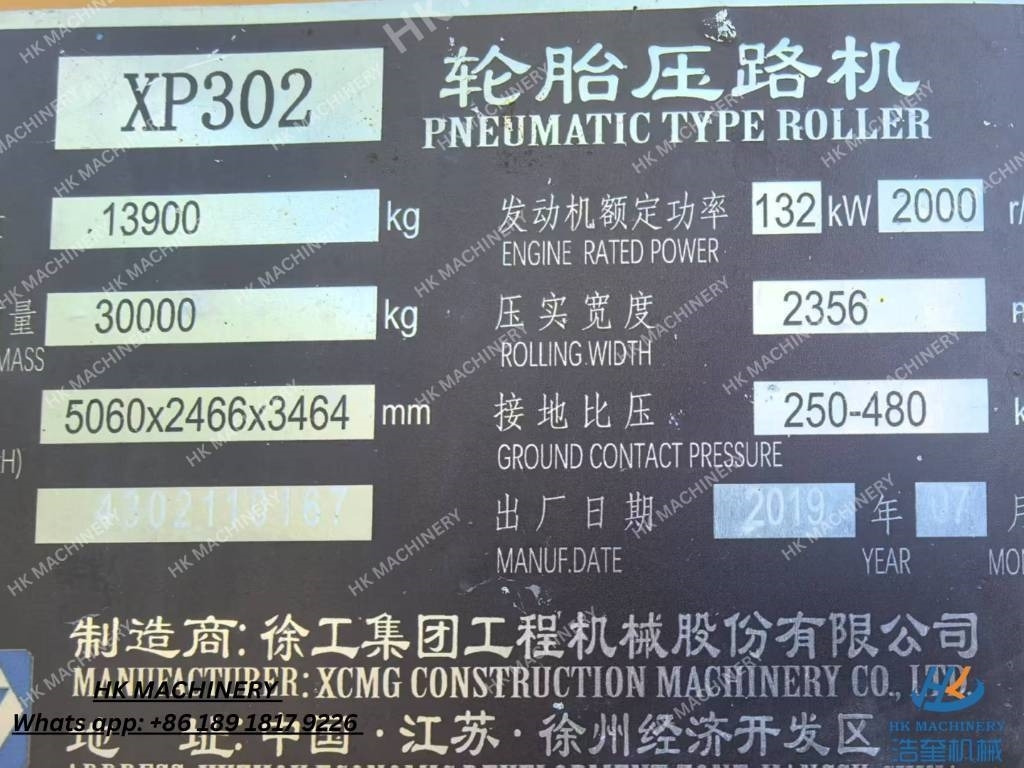 XP302
轮胎压路机
PNEUMATIC TYPE ROLLER
13900 kg
发动机额定功率 132 kW 2000 r/
ENGINE RATED POWER
量 30000 kg
MASS
压实宽度 2356
ROLLING WIDTH
5060x2466x3464 mm
H)
接地比压 250-480 k
GROUND CONTACT PRESSURE
出厂日期 2019 年 07 月
MANUF.DATE YEAR MO
制造商:徐工集团工程机械股份有限公司
MANUFACTURER: XCMG CONSTRUCTION MACHINERY CO., LTD.
地 址:中国·江苏·徐州经济开发区
HK MACHINERY
Whats app: +86 189 1817 9226
HK MACHINERY
浩奎机械